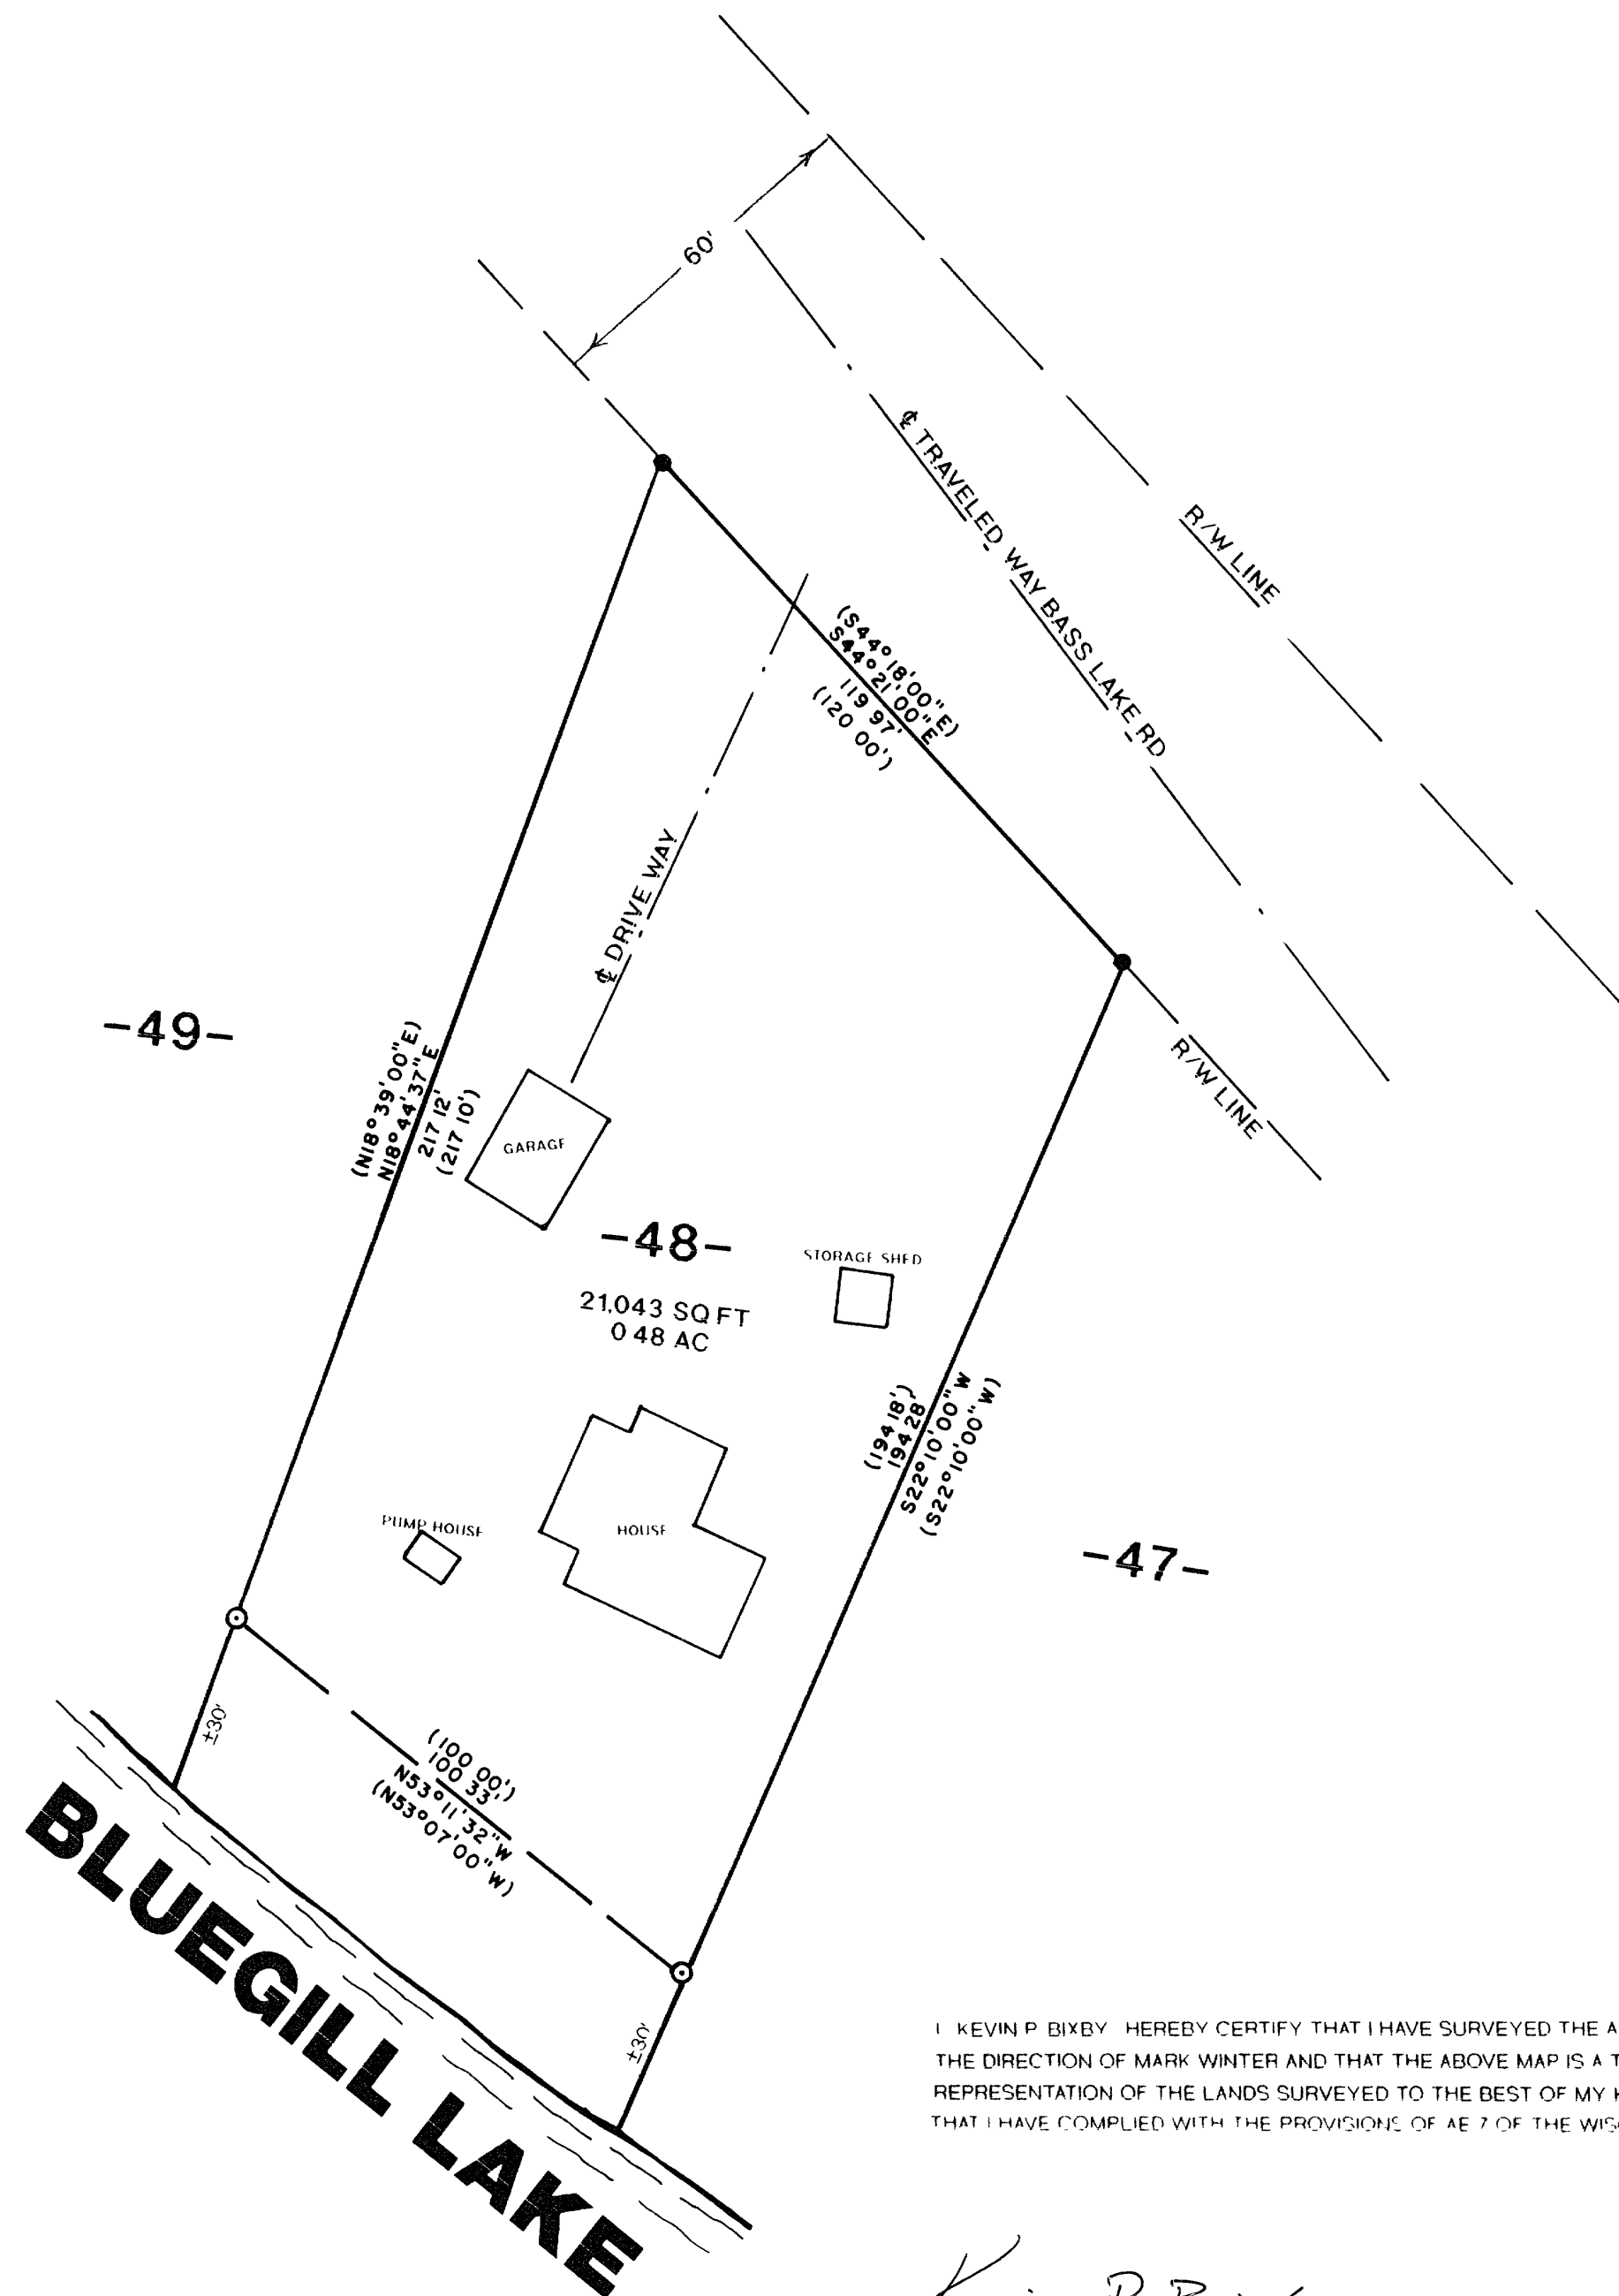 60'
℄ TRAVELED WAY BASS LAKE RD
R/W LINE
(S44°18'00"E)
S44°21'00"E
119 97'
(120 00')
℄ DRIVE WAY
-49-
(N18°39'00"E)
N18°44'37"E
217 12'
(217 10')
R/W LINE
GARAGE
-48-
21,043 SQ FT
0 48 AC
STORAGE SHED
(194 18')
194 28'
S22°10'00"W
(S22°10'00"W)
PUMP HOUSE
HOUSE
-47-
±30'
(100 00')
100 33'
N53°11'32"W
(N53°07'00"W)
±30'
BLUEGILL LAKE
I KEVIN P BIXBY HEREBY CERTIFY THAT I HAVE SURVEYED THE A
THE DIRECTION OF MARK WINTER AND THAT THE ABOVE MAP IS A T
REPRESENTATION OF THE LANDS SURVEYED TO THE BEST OF MY K
THAT I HAVE COMPLIED WITH THE PROVISIONS OF AE 7 OF THE WIS